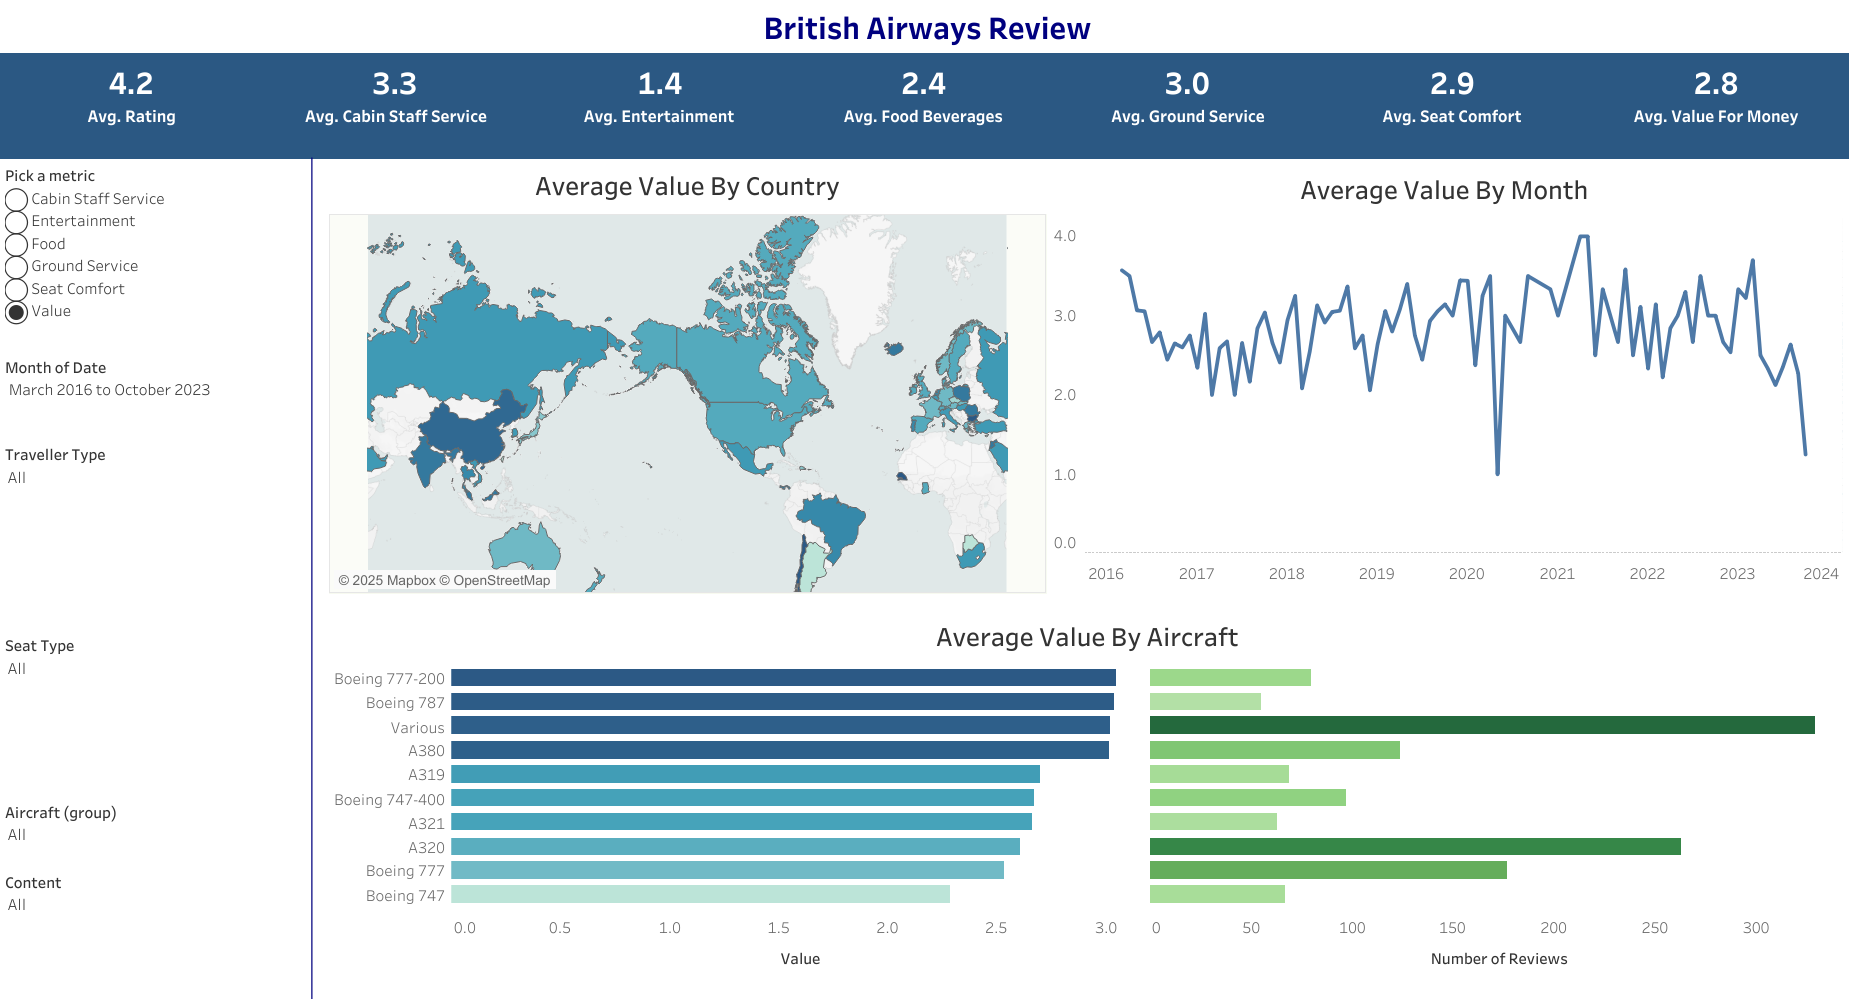 British Airways Review
4.2 3.3 1.4 2.4 3.0 2.9 2.8
Avg. Rating Avg. Cabin Staff Service Avg. Entertainment Avg. Food Beverages Avg. Ground Service Avg. Seat Comfort Avg. Value For Money
Pick a metric
Cabin Staff Service
Entertainment
Food
Ground Service
Seat Comfort
Value
Month of Date
March 2016 to October 2023
Traveller Type
All
Seat Type
All
Aircraft (group)
All
Content
All
Average Value By Country
© 2025 Mapbox © OpenStreetMap
Average Value By Month
4.0
3.0
2.0
1.0
0.0
2016 2017 2018 2019 2020 2021 2022 2023 2024
Average Value By Aircraft
Boeing 777-200
Boeing 787
Various
A380
A319
Boeing 747-400
A321
A320
Boeing 777
Boeing 747
0.0 0.5 1.0 1.5 2.0 2.5 3.0
Value
0 50 100 150 200 250 300
Number of Reviews